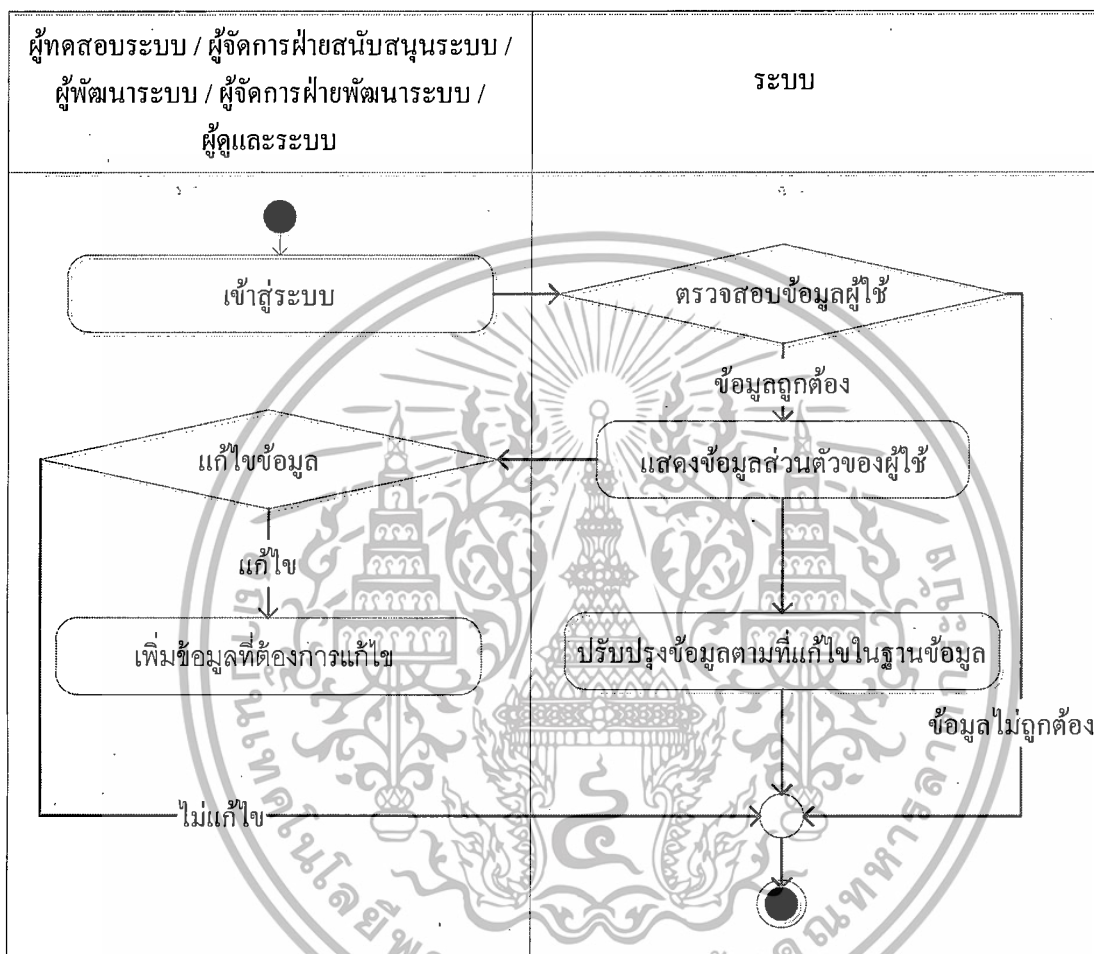 ผู้ทดสอบระบบ / ผู้จัดการฝ่ายสนับสนุนระบบ /
ผู้พัฒนาระบบ / ผู้จัดการฝ่ายพัฒนาระบบ /
ผู้ดูและระบบ
ระบบ
เข้าสู่ระบบ
ตรวจสอบข้อมูลผู้ใช้
ข้อมูลถูกต้อง
แก้ไขข้อมูล
แสดงข้อมูลส่วนตัวของผู้ใช้
แก้ไข
เพิ่มข้อมูลที่ต้องการแก้ไข
ปรับปรุงข้อมูลตามที่แก้ไขในฐานข้อมูล
ข้อมูลไม่ถูกต้อง
ไม่แก้ไข